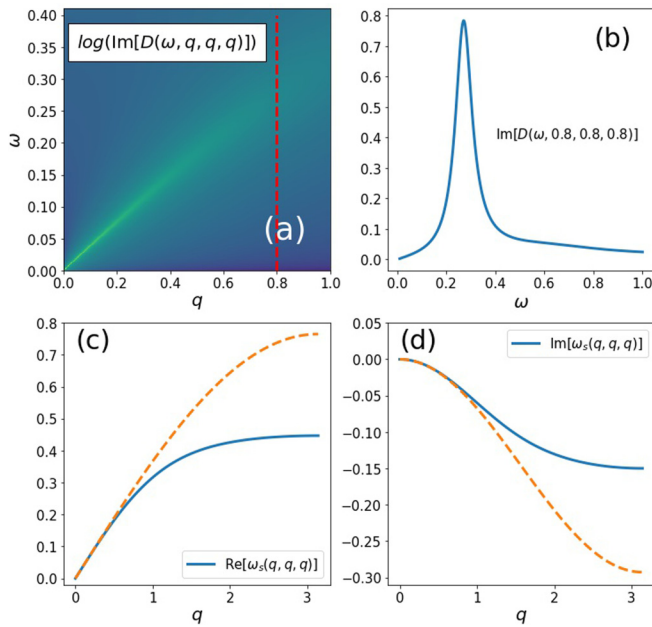 log(Im[D(ω, q, q, q)])
(a)
0.40
0.35
0.30
0.25
0.20
0.15
0.10
0.05
0.00
ω
0.0 0.2 0.4 0.6 0.8 1.0
q
(b)
Im[D(ω, 0.8, 0.8, 0.8)]
0.8
0.7
0.6
0.5
0.4
0.3
0.2
0.1
0.0
0.0 0.2 0.4 0.6 0.8 1.0
ω
(c)
0.8
0.7
0.6
0.5
0.4
0.3
0.2
0.1
0.0
Re[ωₛ(q, q, q)]
0 1 2 3
q
(d)
0.05
0.00
−0.05
−0.10
−0.15
−0.20
−0.25
−0.30
Im[ωₛ(q, q, q)]
0 1 2 3
q